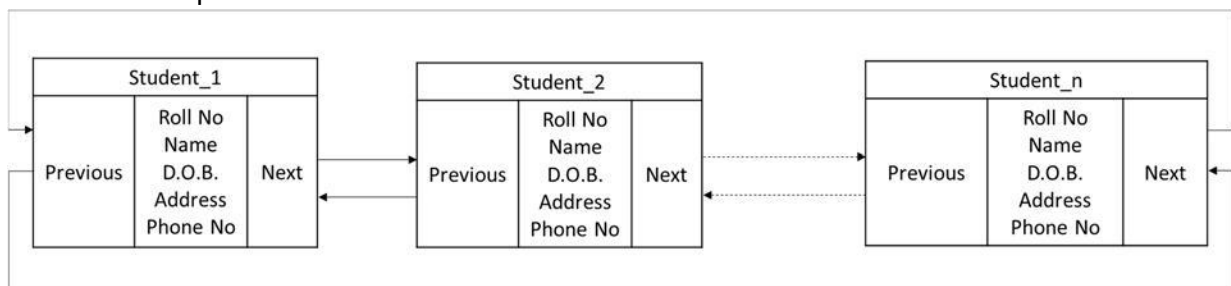 Student_1
Previous
Roll No
Name
D.O.B.
Address
Phone No
Next
Student_2
Previous
Roll No
Name
D.O.B.
Address
Phone No
Next
Student_n
Previous
Roll No
Name
D.O.B.
Address
Phone No
Next